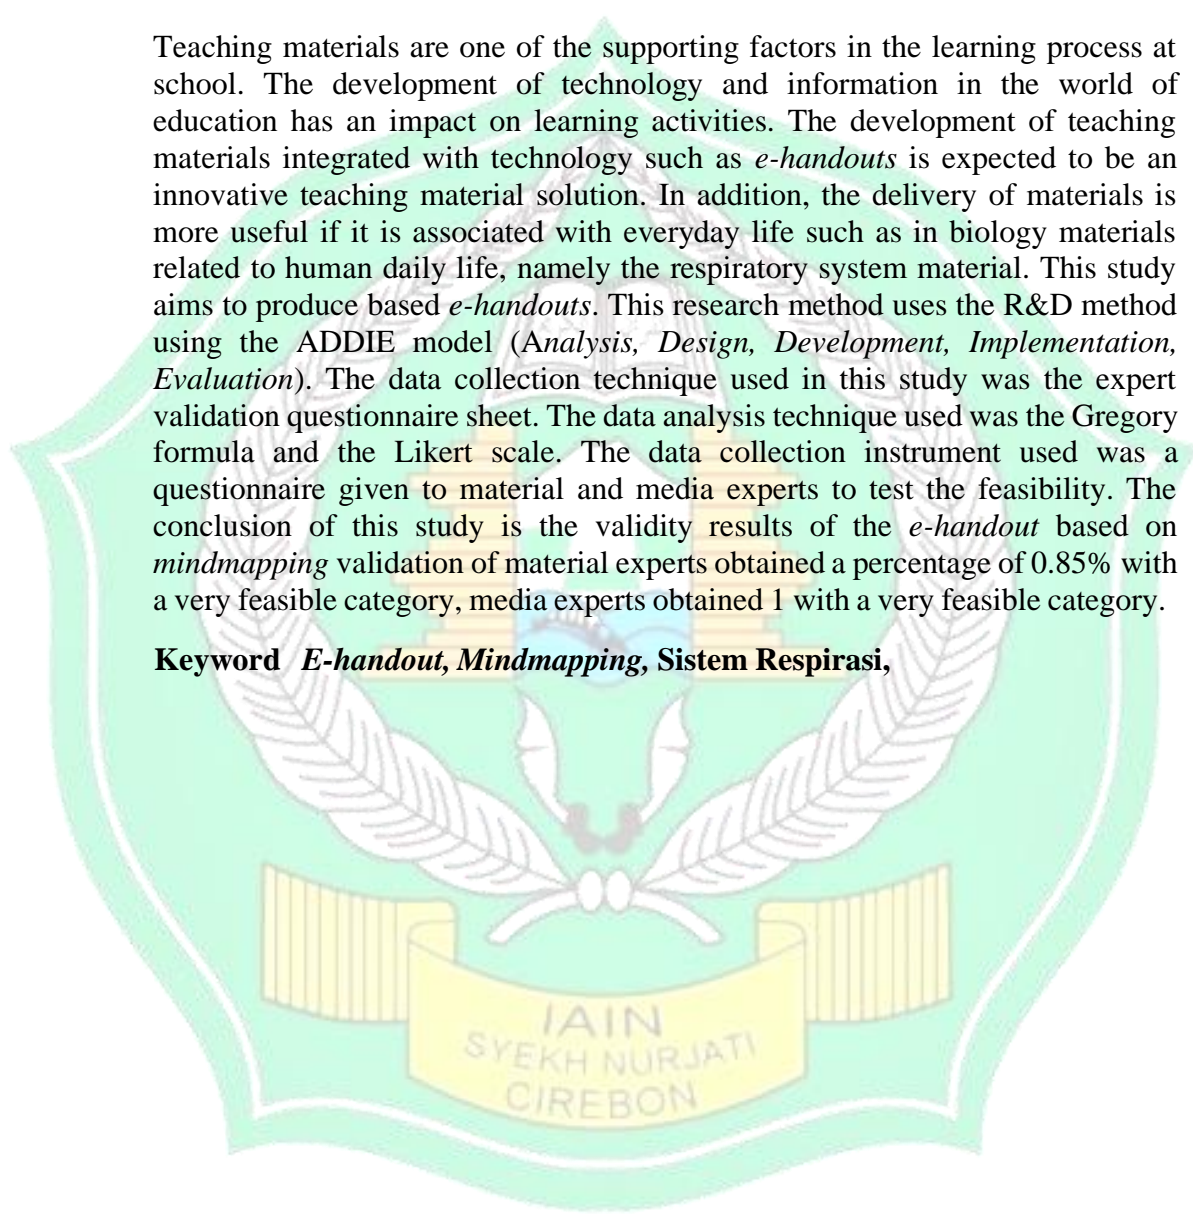 Teaching materials are one of the supporting factors in the learning process at
school. The development of technology and information in the world of
education has an impact on learning activities. The development of teaching
materials integrated with technology such as e-handouts is expected to be an
innovative teaching material solution. In addition, the delivery of materials is
more useful if it is associated with everyday life such as in biology materials
related to human daily life, namely the respiratory system material. This study
aims to produce based e-handouts. This research method uses the R&D method
using the ADDIE model (Analysis, Design, Development, Implementation,
Evaluation). The data collection technique used in this study was the expert
validation questionnaire sheet. The data analysis technique used was the Gregory
formula and the Likert scale. The data collection instrument used was a
questionnaire given to material and media experts to test the feasibility. The
conclusion of this study is the validity results of the e-handout based on
mindmapping validation of material experts obtained a percentage of 0.85% with
a very feasible category, media experts obtained 1 with a very feasible category.
Keyword E-handout, Mindmapping, Sistem Respirasi,
IAIN
SYEKH NURJATI
CIREBON